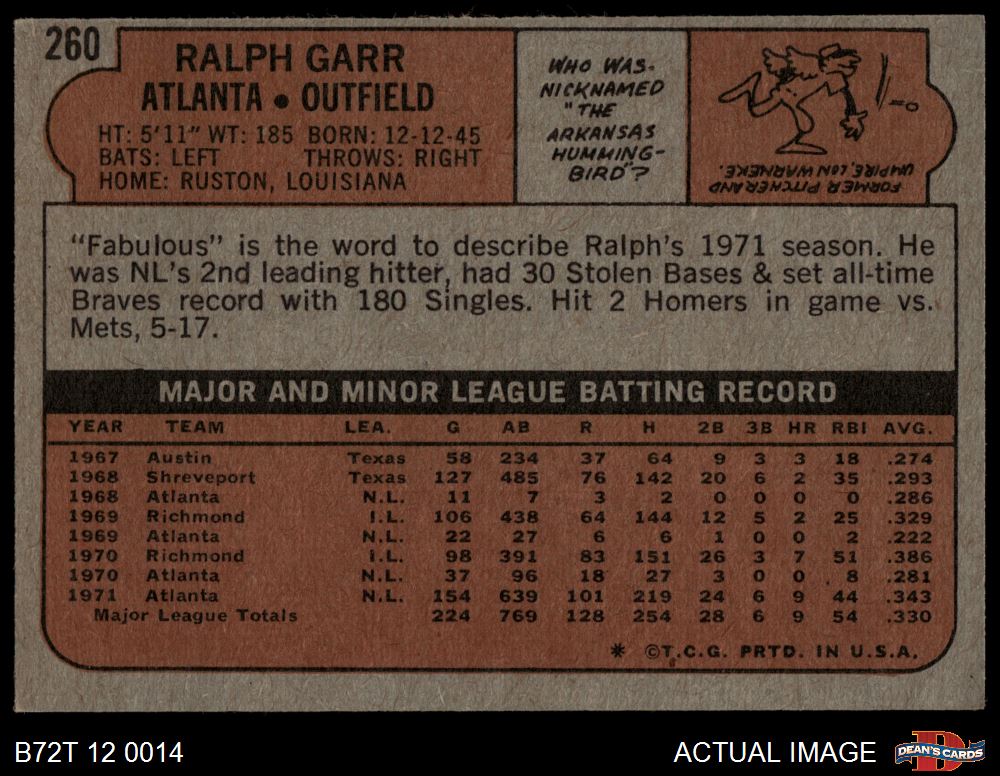 260
RALPH GARR
ATLANTA • OUTFIELD
HT: 5'11" WT: 185 BORN: 12-12-45
BATS: LEFT THROWS: RIGHT
HOME: RUSTON, LOUISIANA
WHO WAS
NICKNAMED
"THE
ARKANSAS
HUMMING-
BIRD"?
FORMER PITCHER AND
UMPIRE, LON WARNEKE.
"Fabulous" is the word to describe Ralph's 1971 season. He
was NL's 2nd leading hitter, had 30 Stolen Bases & set all-time
Braves record with 180 Singles. Hit 2 Homers in game vs.
Mets, 5-17.
MAJOR AND MINOR LEAGUE BATTING RECORD
YEAR TEAM LEA. G AB R H 2B 3B HR RBI AVG.
1967 Austin Texas 58 234 37 64 9 3 3 18 .274
1968 Shreveport Texas 127 485 76 142 20 6 2 35 .293
1968 Atlanta N.L. 11 7 3 2 0 0 0 0 .286
1969 Richmond I.L. 106 438 64 144 12 5 2 25 .329
1969 Atlanta N.L. 22 27 6 6 1 0 0 2 .222
1970 Richmond I.L. 98 391 83 151 26 3 7 51 .386
1970 Atlanta N.L. 37 96 18 27 3 0 0 8 .281
1971 Atlanta N.L. 154 639 101 219 24 6 9 44 .343
Major League Totals 224 769 128 254 28 6 9 54 .330
* ©T.C.G. PRTD. IN U.S.A.
B72T 12 0014
ACTUAL IMAGE
DEAN'S CARDS